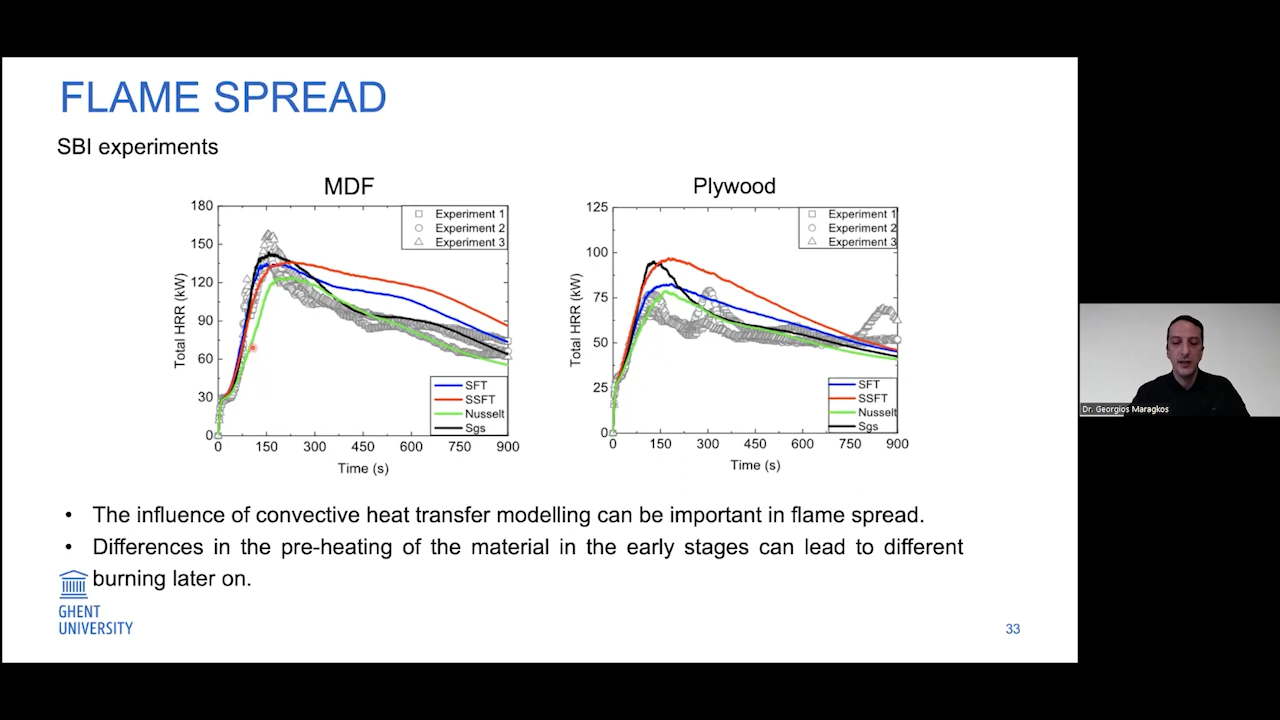 FLAME SPREAD
SBI experiments
MDF
180
150
120
90
60
30
0
Total HRR (kW)
0 150 300 450 600 750 900
Time (s)
Experiment 1
Experiment 2
Experiment 3
SFT
SSFT
Nusselt
Sgs
Plywood
125
100
75
50
25
0
Total HRR (kW)
0 150 300 450 600 750 900
Time (s)
Experiment 1
Experiment 2
Experiment 3
SFT
SSFT
Nusselt
Sgs
• The influence of convective heat transfer modelling can be important in flame spread.
• Differences in the pre-heating of the material in the early stages can lead to different
burning later on.
GHENT
UNIVERSITY
33
Dr. Georgios Maragkos